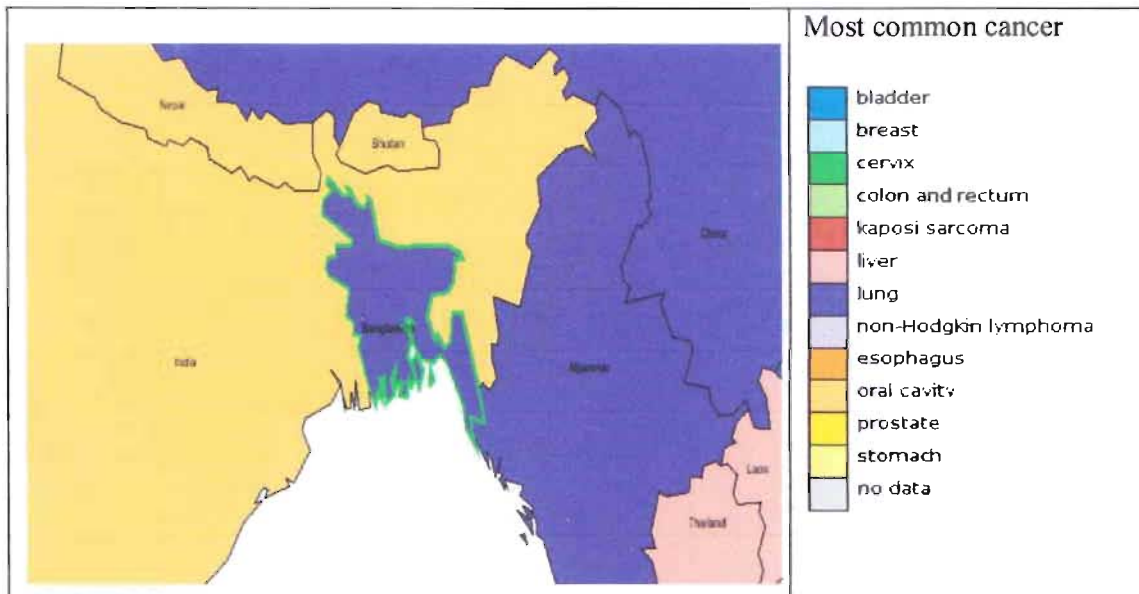 Most common cancer
bladder
breast
cervix
colon and rectum
kaposi sarcoma
liver
lung
non-Hodgkin lymphoma
esophagus
oral cavity
prostate
stomach
no data
Nepal
Bhutan
China
India
Myanmar
Laos
Thailand